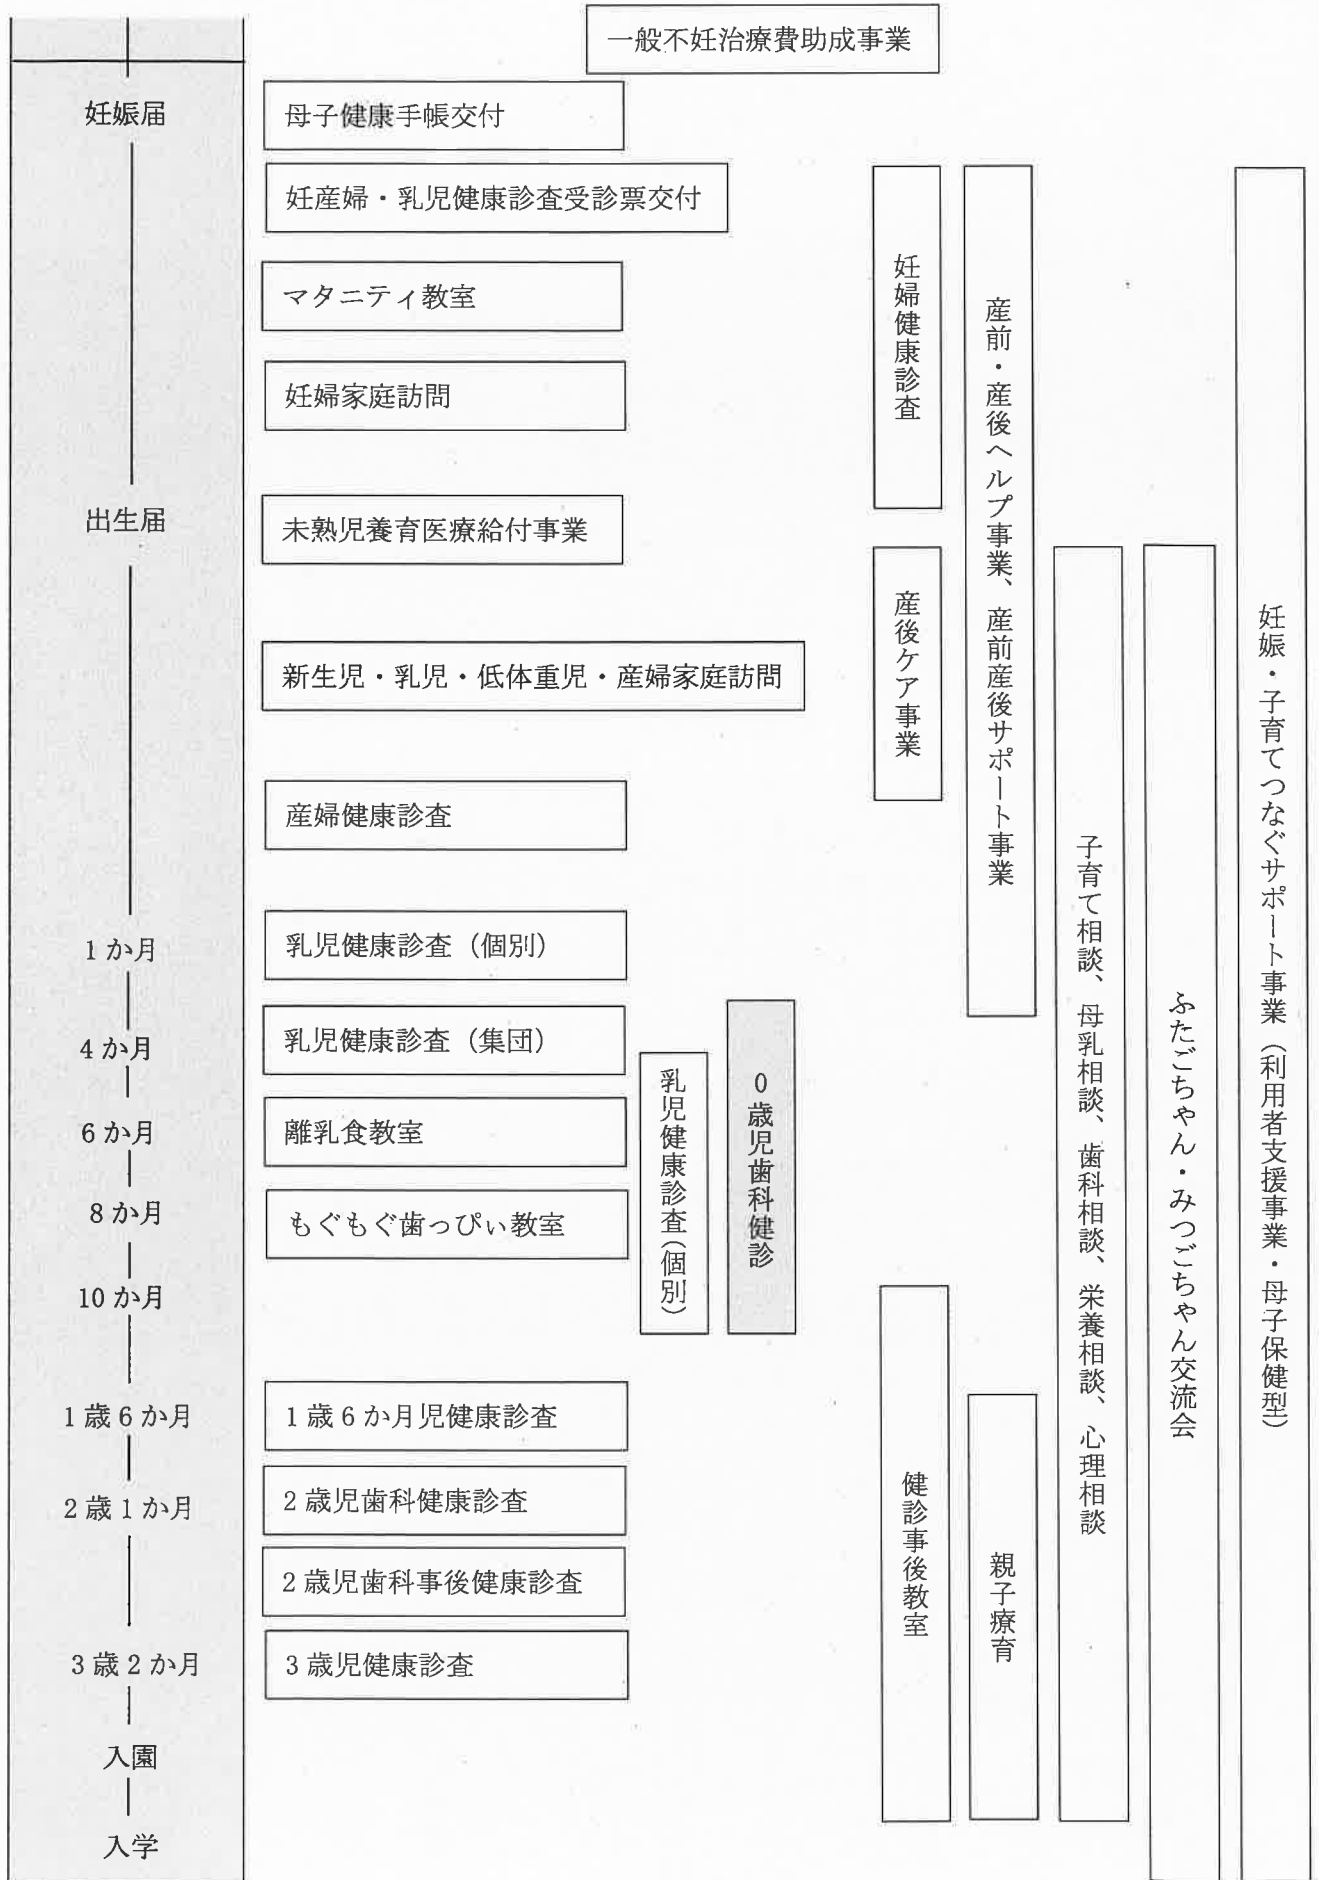 一般不妊治療費助成事業
妊娠届
母子健康手帳交付
妊産婦・乳児健康診査受診票交付
マタニティ教室
妊婦家庭訪問
出生届
未熟児養育医療給付事業
新生児・乳児・低体重児・産婦家庭訪問
産婦健康診査
1か月
乳児健康診査（個別）
4か月
乳児健康診査（集団）
6か月
離乳食教室
8か月
もぐもぐ歯っぴぃ教室
10か月
1歳6か月
1歳6か月児健康診査
2歳1か月
2歳児歯科健康診査
2歳児歯科事後健康診査
3歳2か月
3歳児健康診査
入園
入学
乳児健康診査（個別）
0歳児歯科健診
妊婦健康診査
産後ケア事業
健診事後教室
産前・産後ヘルプ事業、産前産後サポート事業
親子療育
子育て相談、母乳相談、歯科相談、栄養相談、心理相談
ふたごちゃん・みつごちゃん交流会
妊娠・子育てつなぐサポート事業（利用者支援事業・母子保健型）